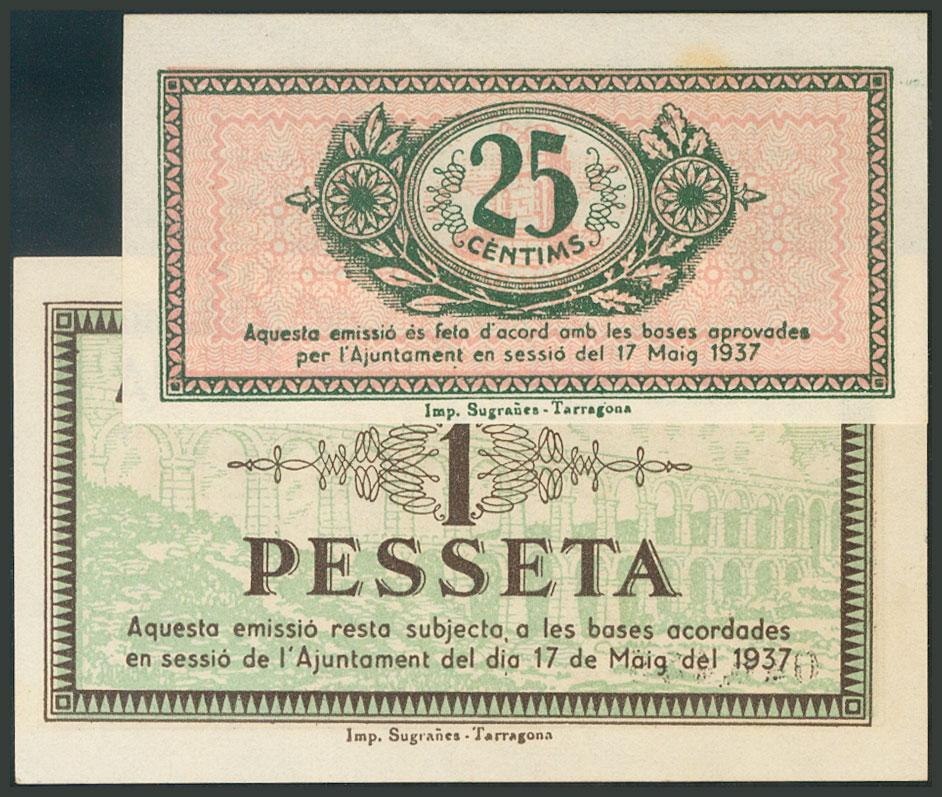 25
CÈNTIMS
Aquesta emissió és feta d'acord amb les bases aprovades
per l'Ajuntament en sessió del 17 Maig 1937
Imp. Sugrañes - Tarragona
1
PESSETA
Aquesta emissió resta subjecta a les bases acordades
en sessió de l'Ajuntament del dia 17 de Maig del 1937
Imp. Sugrañes - Tarragona